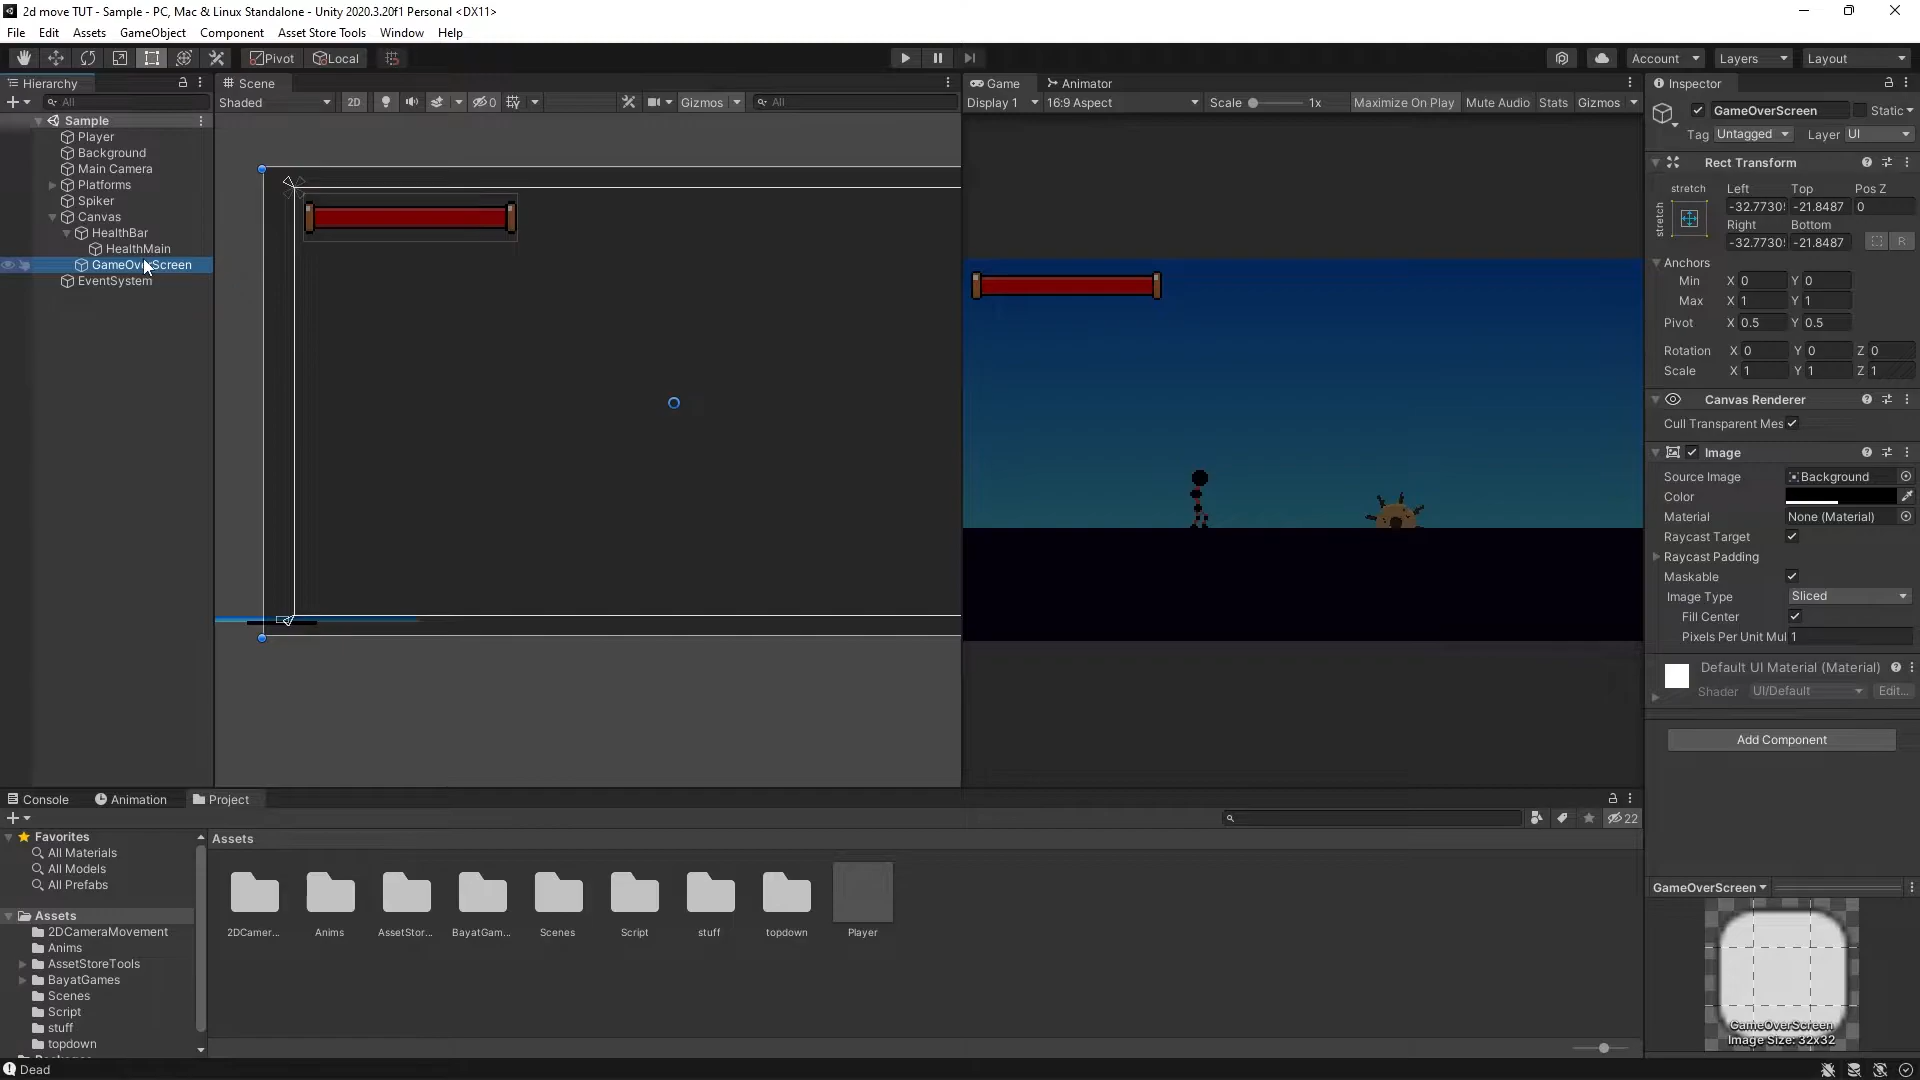 2d move TUT - Sample - PC, Mac & Linux Standalone - Unity 2020.3.20f1 Personal <DX11>
File Edit Assets GameObject Component Asset Store Tools Window Help
Pivot Local Account Layers Layout
Hierarchy Scene Game Animator Inspector
All Shaded 2D 0 Gizmos All Display 1 16:9 Aspect Scale 1x Maximize On Play Mute Audio Stats Gizmos
Sample
Player
Background
Main Camera
Platforms
Spiker
Canvas
HealthBar
HealthMain
GameOverScreen
EventSystem
GameOverScreen Static
Tag Untagged Layer UI
Rect Transform
stretch Left Top Pos Z
-32.7730 -21.8487 0
stretch
Right Bottom
-32.7730 -21.8487 R
Anchors
Min X 0 Y 0
Max X 1 Y 1
Pivot X 0.5 Y 0.5
Rotation X 0 Y 0 Z 0
Scale X 1 Y 1 Z 1
Canvas Renderer
Cull Transparent Mes
Image
Source Image Background
Color
Material None (Material)
Raycast Target
Raycast Padding
Maskable
Image Type Sliced
Fill Center
Pixels Per Unit Mul 1
Default UI Material (Material)
Shader UI/Default Edit...
Add Component
GameOverScreen
GameOverScreen
Image Size: 32x32
Console Animation Project
22
Favorites
All Materials
All Models
All Prefabs
Assets
2DCameraMovement
Anims
AssetStoreTools
BayatGames
Scenes
Script
stuff
topdown
Assets
2DCamer... Anims AssetStor... BayatGam... Scenes Script stuff topdown Player
Dead